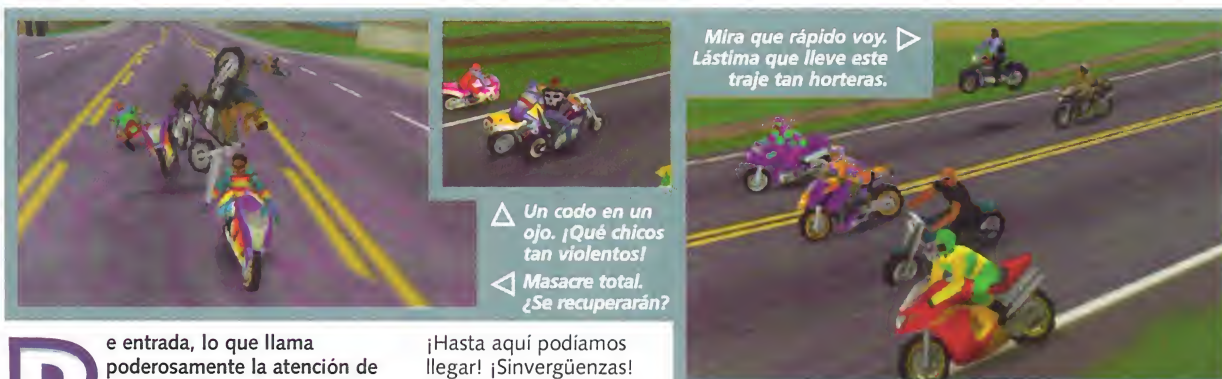 Mira que rápido voy.
Lástima que lleve este
traje tan horteras.
Un codo en un
ojo. ¡Qué chicos
tan violentos!
Masacre total.
¿Se recuperarán?
De entrada, lo que llama
poderosamente la atención de
¡Hasta aquí podíamos
llegar! ¡Sinvergüenzas!